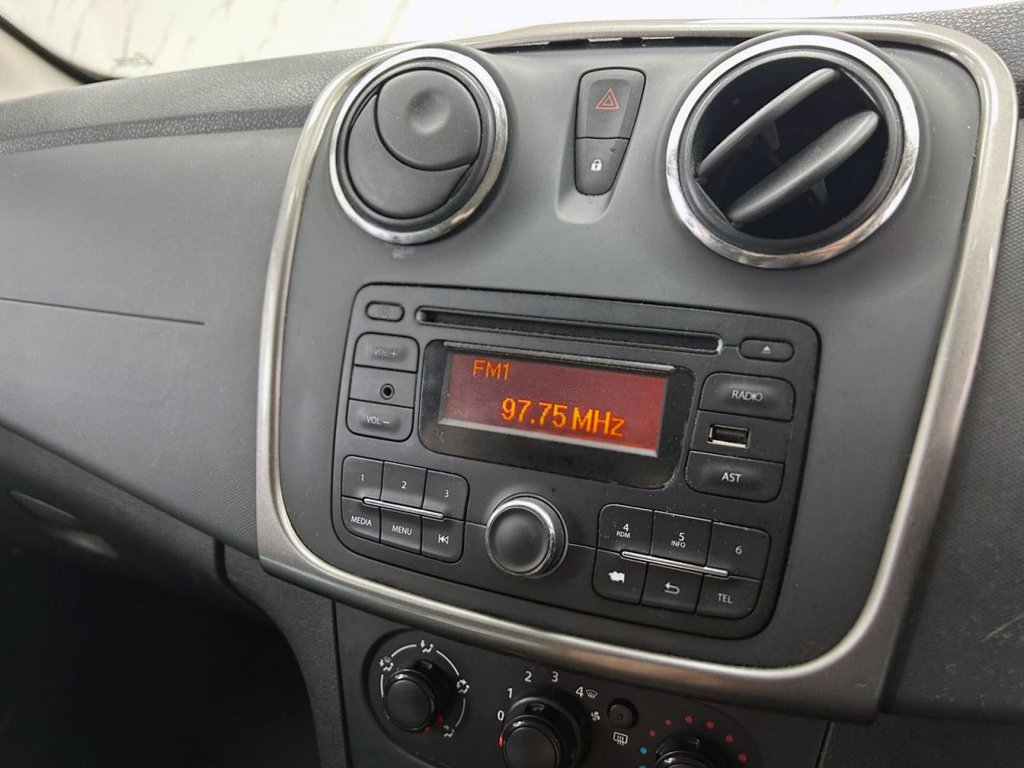 VOL +
FM1
RADIO
97.75 MHz
VOL −
AST
1 2 3
MEDIA MENU
4 RDM
5 INFO
6
TEL
0 1 2 3 4